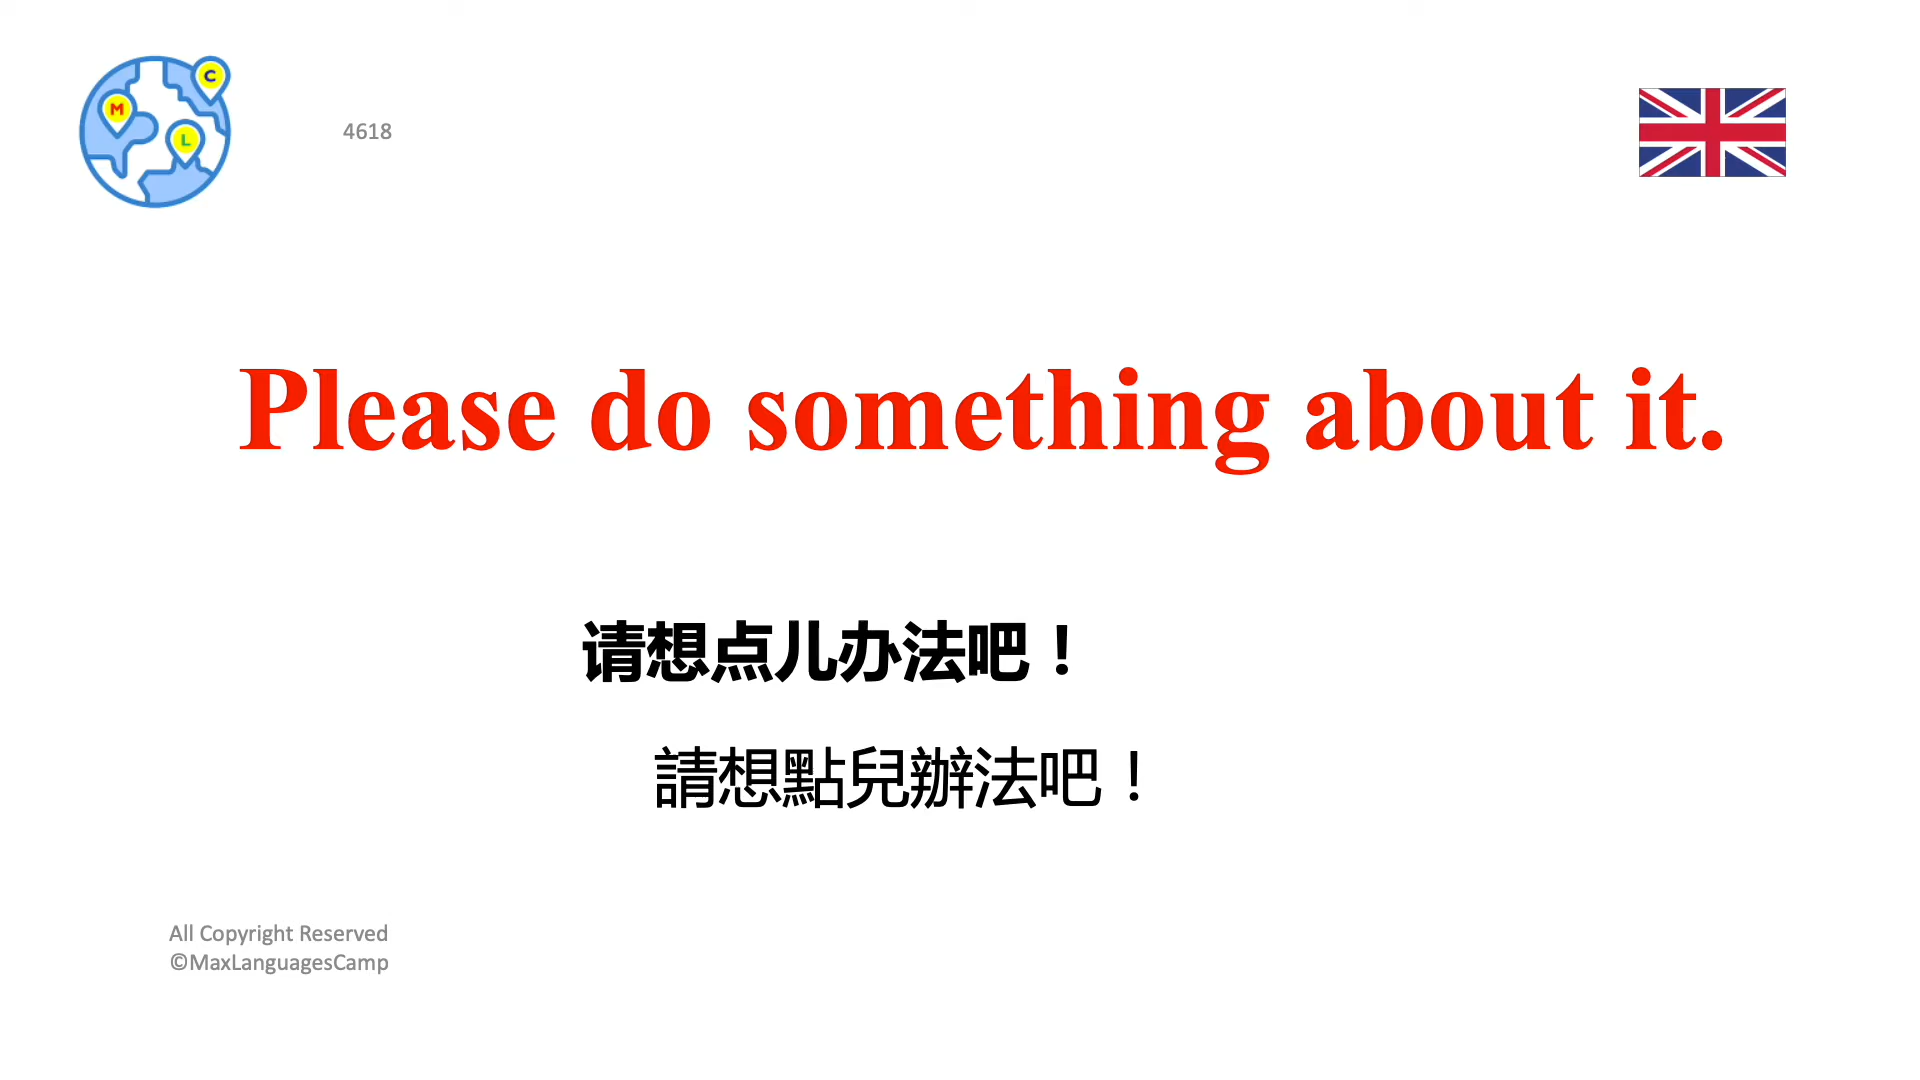 C
M
L
4618
Please do something about it.
请想点儿办法吧！
請想點兒辦法吧！
All Copyright Reserved
©MaxLanguagesCamp